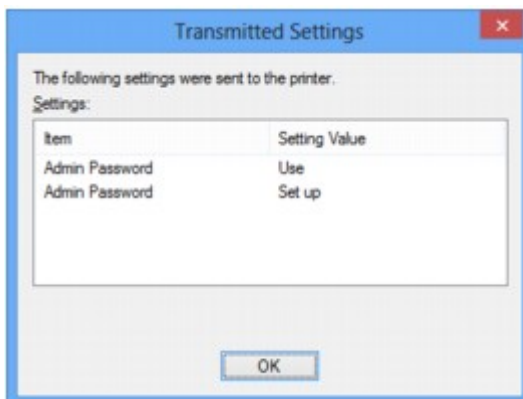 Transmitted Settings
The following settings were sent to the printer.
Settings:
Item Setting Value
Admin Password Use
Admin Password Set up
OK